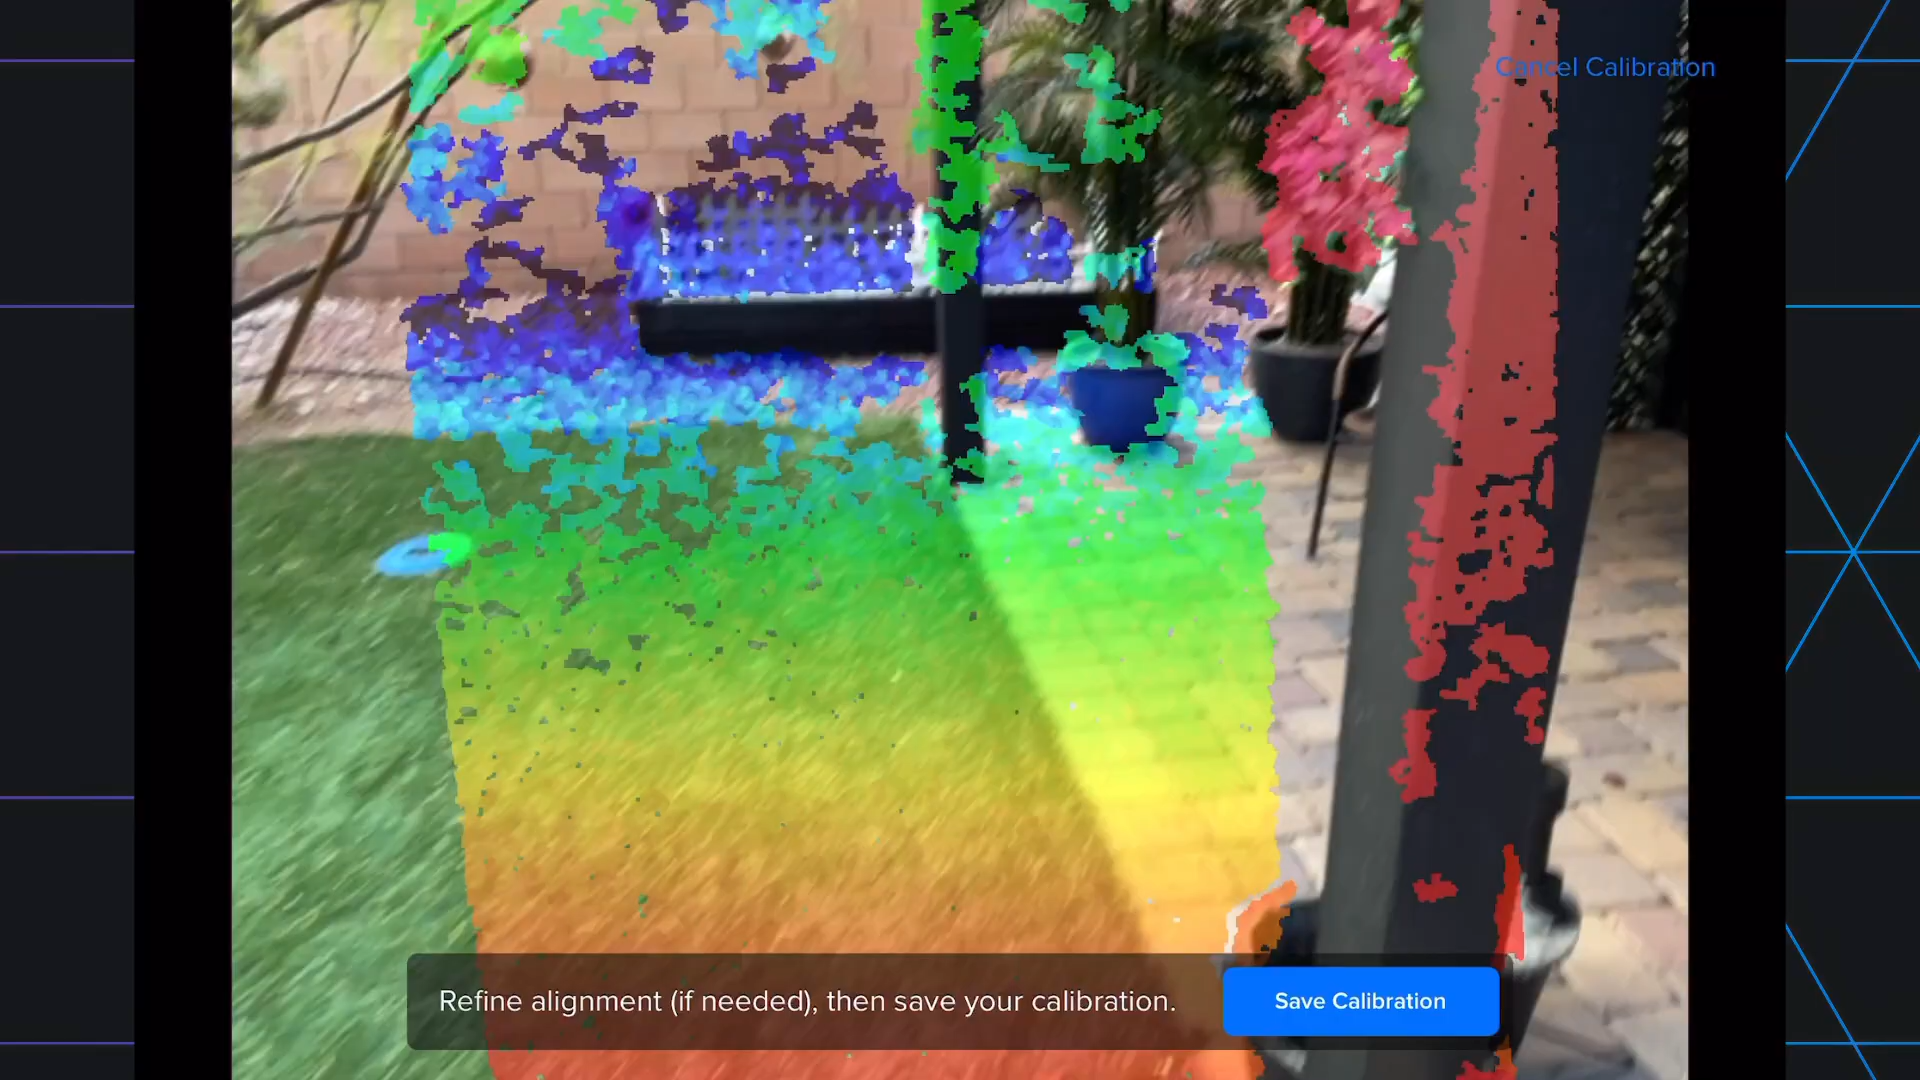 Cancel Calibration
Refine alignment (if needed), then save your calibration.
Save Calibration